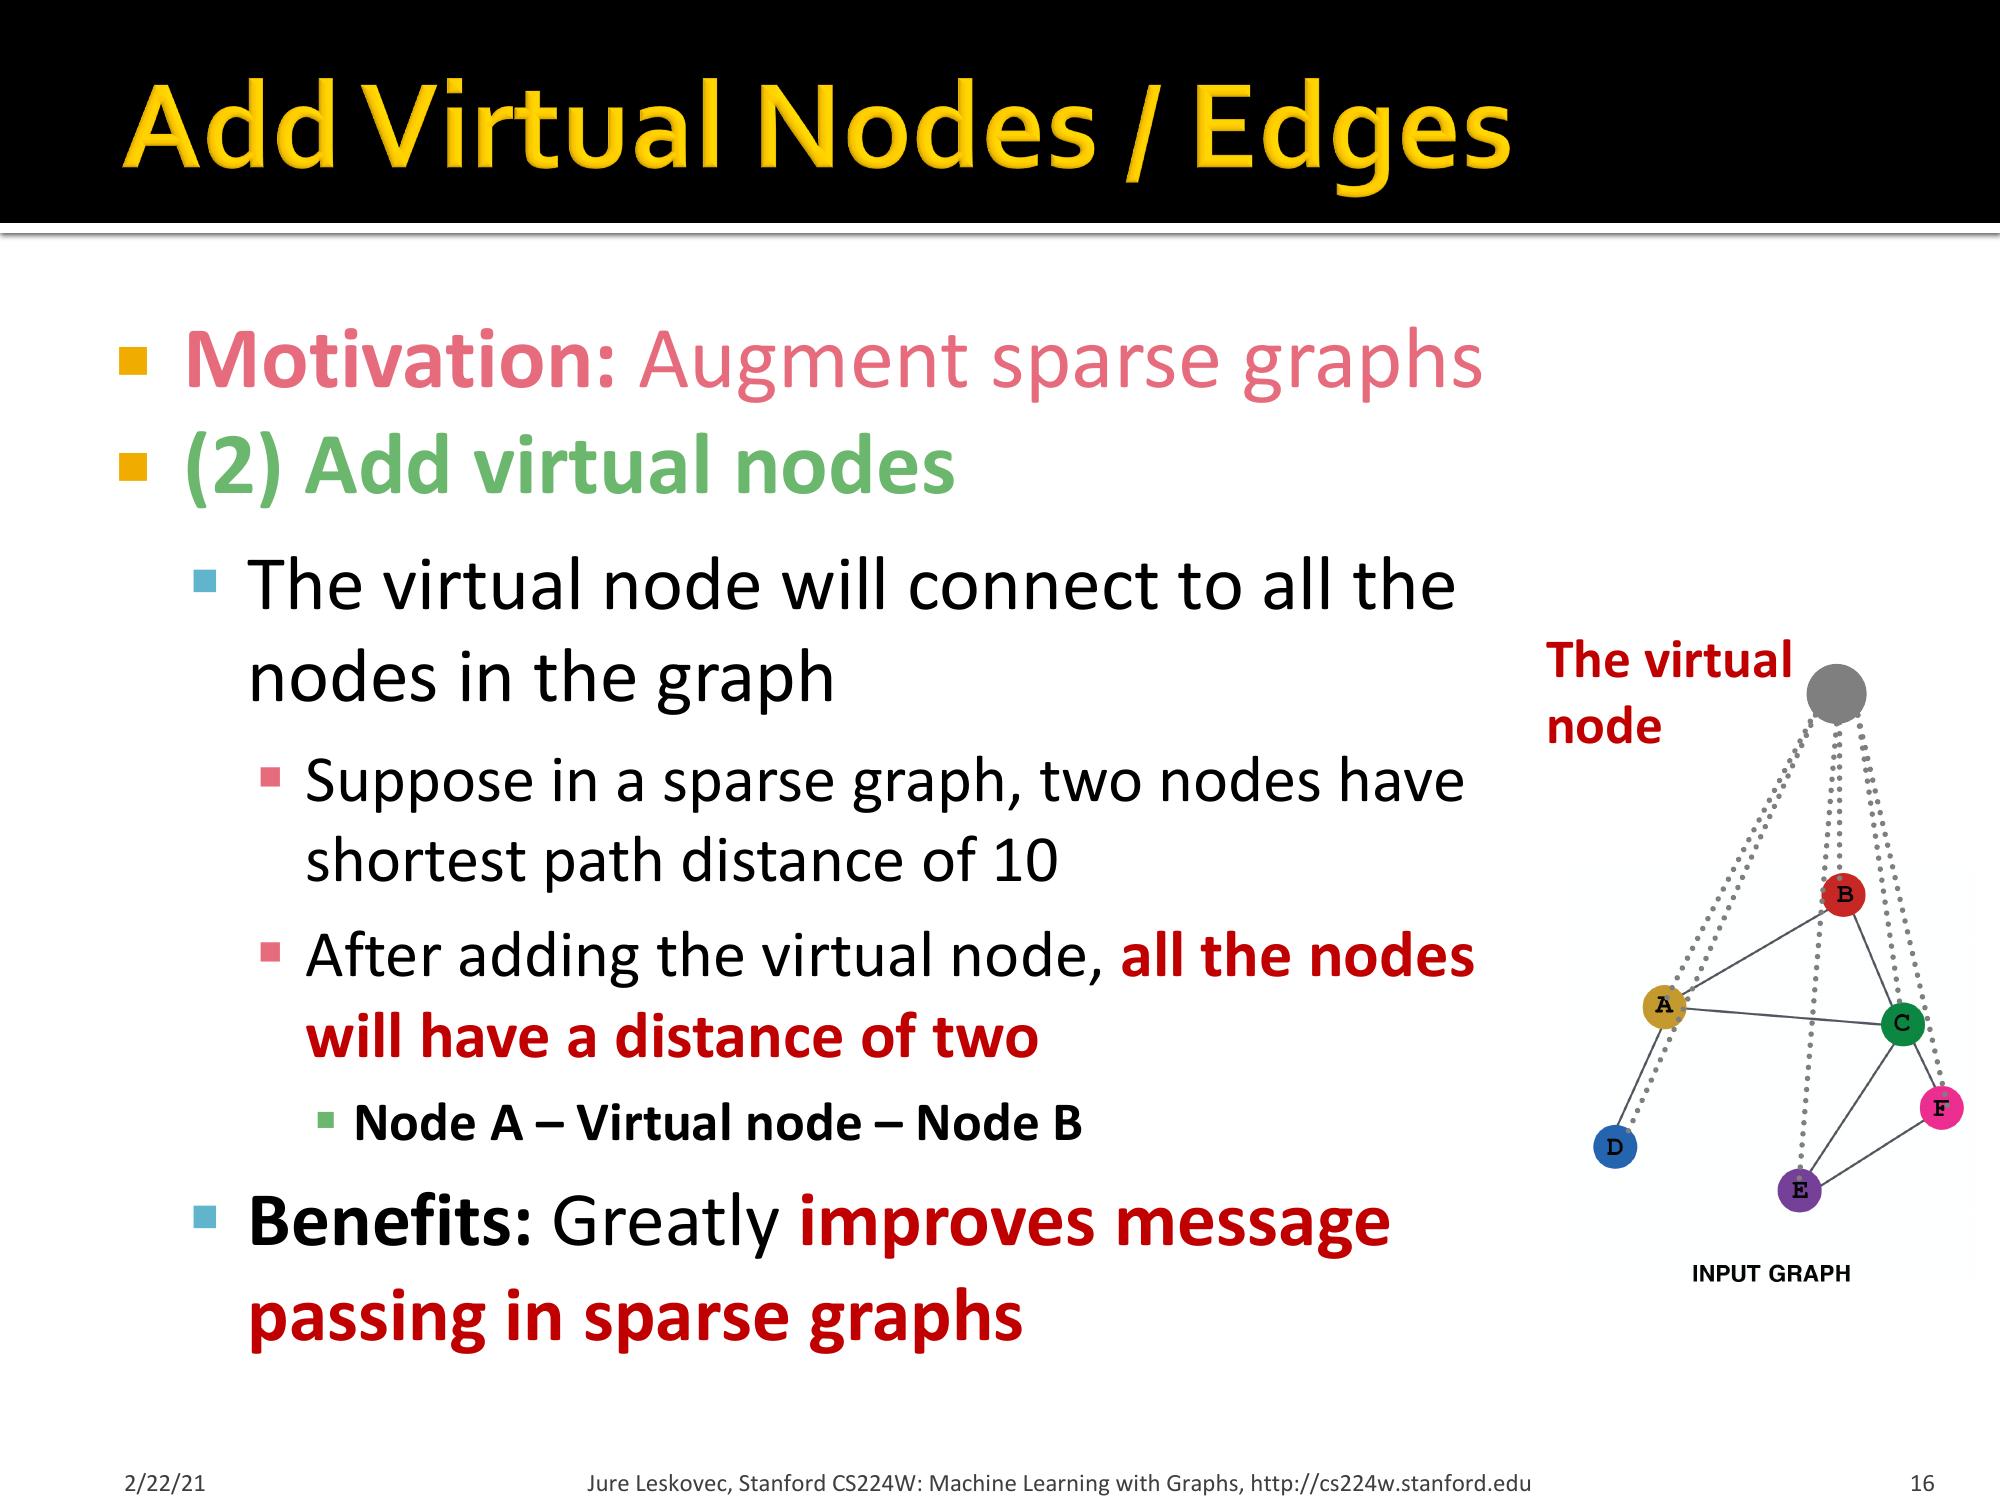 Add Virtual Nodes / Edges
Motivation: Augment sparse graphs
(2) Add virtual nodes
The virtual node will connect to all the
nodes in the graph
Suppose in a sparse graph, two nodes have
shortest path distance of 10
After adding the virtual node, all the nodes
will have a distance of two
Node A – Virtual node – Node B
Benefits: Greatly improves message
passing in sparse graphs
The virtual
node
B
A
C
F
D
E
INPUT GRAPH
2/22/21
Jure Leskovec, Stanford CS224W: Machine Learning with Graphs, http://cs224w.stanford.edu
16